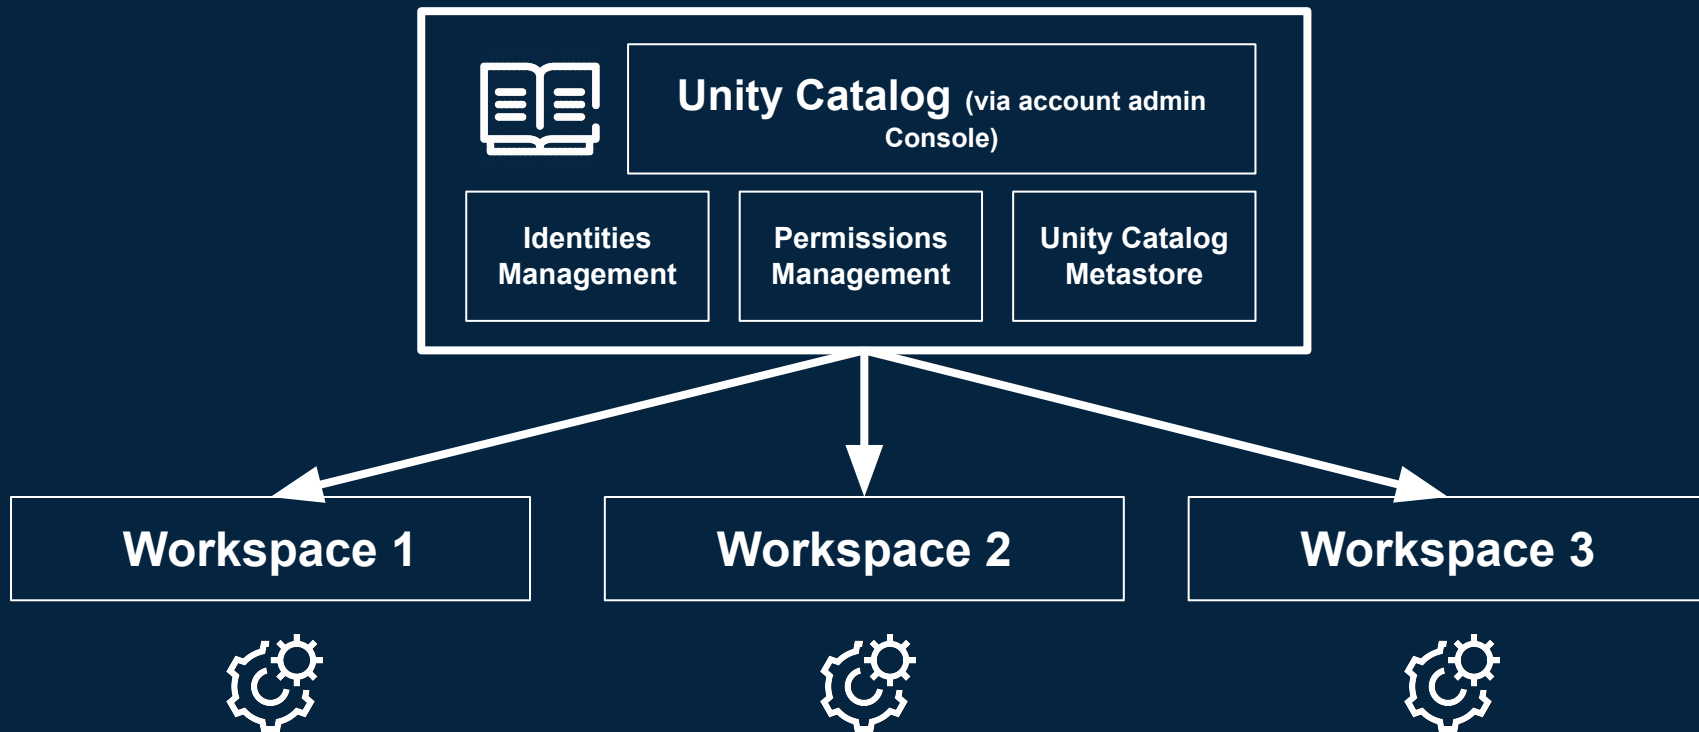 Unity Catalog (via account admin
Console)
Identities
Management
Permissions
Management
Unity Catalog
Metastore
Workspace 1
Workspace 2
Workspace 3